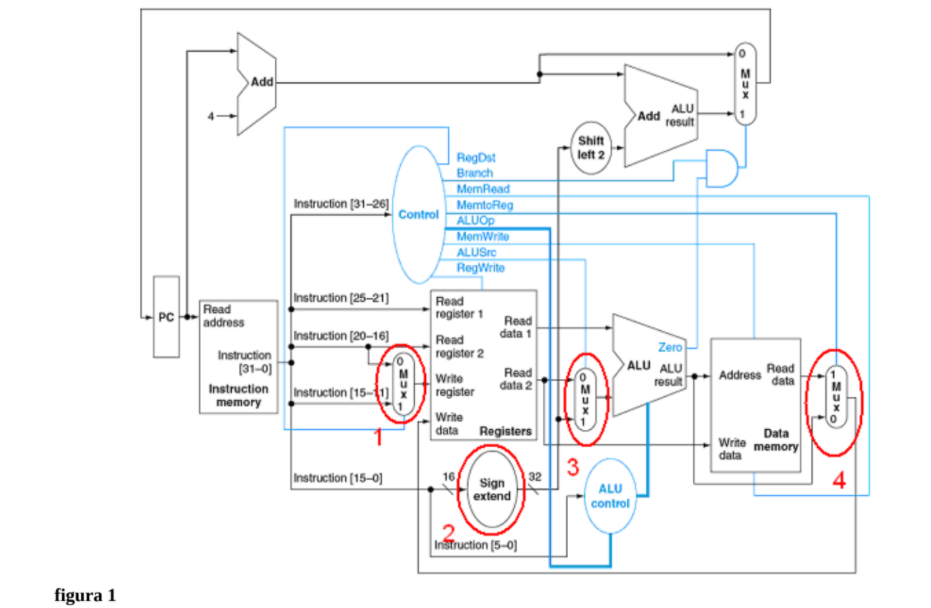 0
M
u
x
1
Add
4
Add
ALU
result
Shift
left 2
RegDst
Branch
MemRead
MemtoReg
ALUOp
MemWrite
ALUSrc
RegWrite
Control
Instruction [31–26]
Instruction [25–21]
Instruction [20–16]
Instruction [15–11]
Instruction [15–0]
Instruction [5–0]
PC
Read
address
Instruction
[31–0]
Instruction
memory
0
M
u
x
1
1
Read
register 1
Read
register 2
Write
register
Write
data
Read
data 1
Read
data 2
Registers
16
Sign
extend
32
2
0
M
u
x
1
3
Zero
ALU
ALU
result
ALU
control
Address
Read
data
Write
data
Data
memory
1
M
u
x
0
4
figura 1